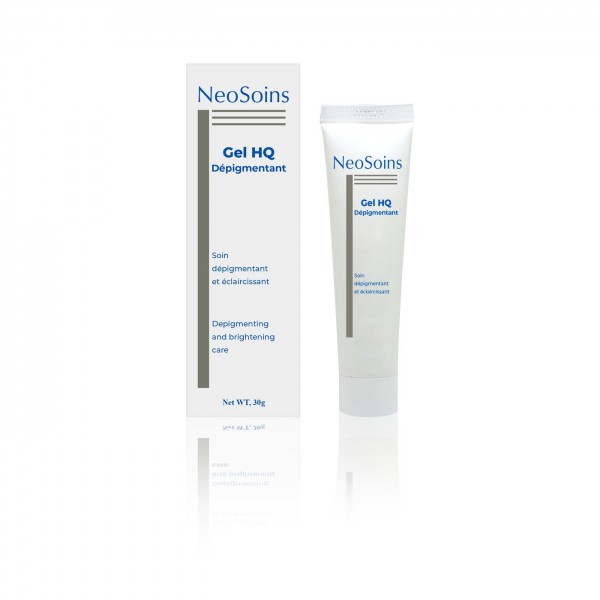 NeoSoins
Gel HQ
Dépigmentant
Soin
dépigmentant
et éclaircissant
Depigmenting
and brightening
care
Net WT, 30g
NeoSoins
Gel HQ
Dépigmentant
Soin
dépigmentant
et éclaircissant